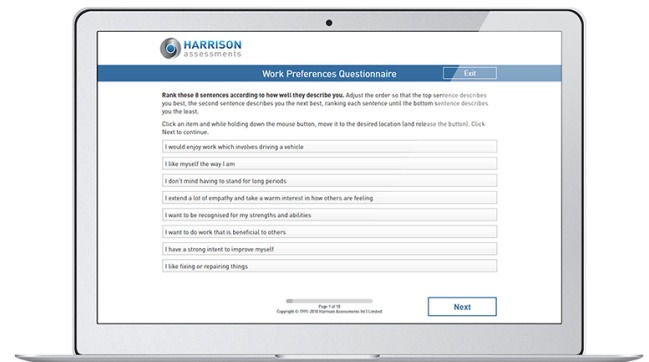 HARRISON
assessments
Work Preferences Questionnaire
Exit
Rank these 8 sentences according to how well they describe you. Adjust the order so that the top sentence describes
you best, the second sentence describes you the next best, ranking each sentence until the bottom sentence describes
you the least.
Click an item and while holding down the mouse button, move it to the desired location (and release the button). Click
Next to continue.
I would enjoy work which involves driving a vehicle
I like myself the way I am
I don't mind having to stand for long periods
I extend a lot of empathy and take a warm interest in how others are feeling
I want to be recognised for my strengths and abilities
I want to do work that is beneficial to others
I have a strong intent to improve myself
I like fixing or repairing things
Page 1 of 18
Copyright © 1991-2018 Harrison Assessments Int'l Limited
Next